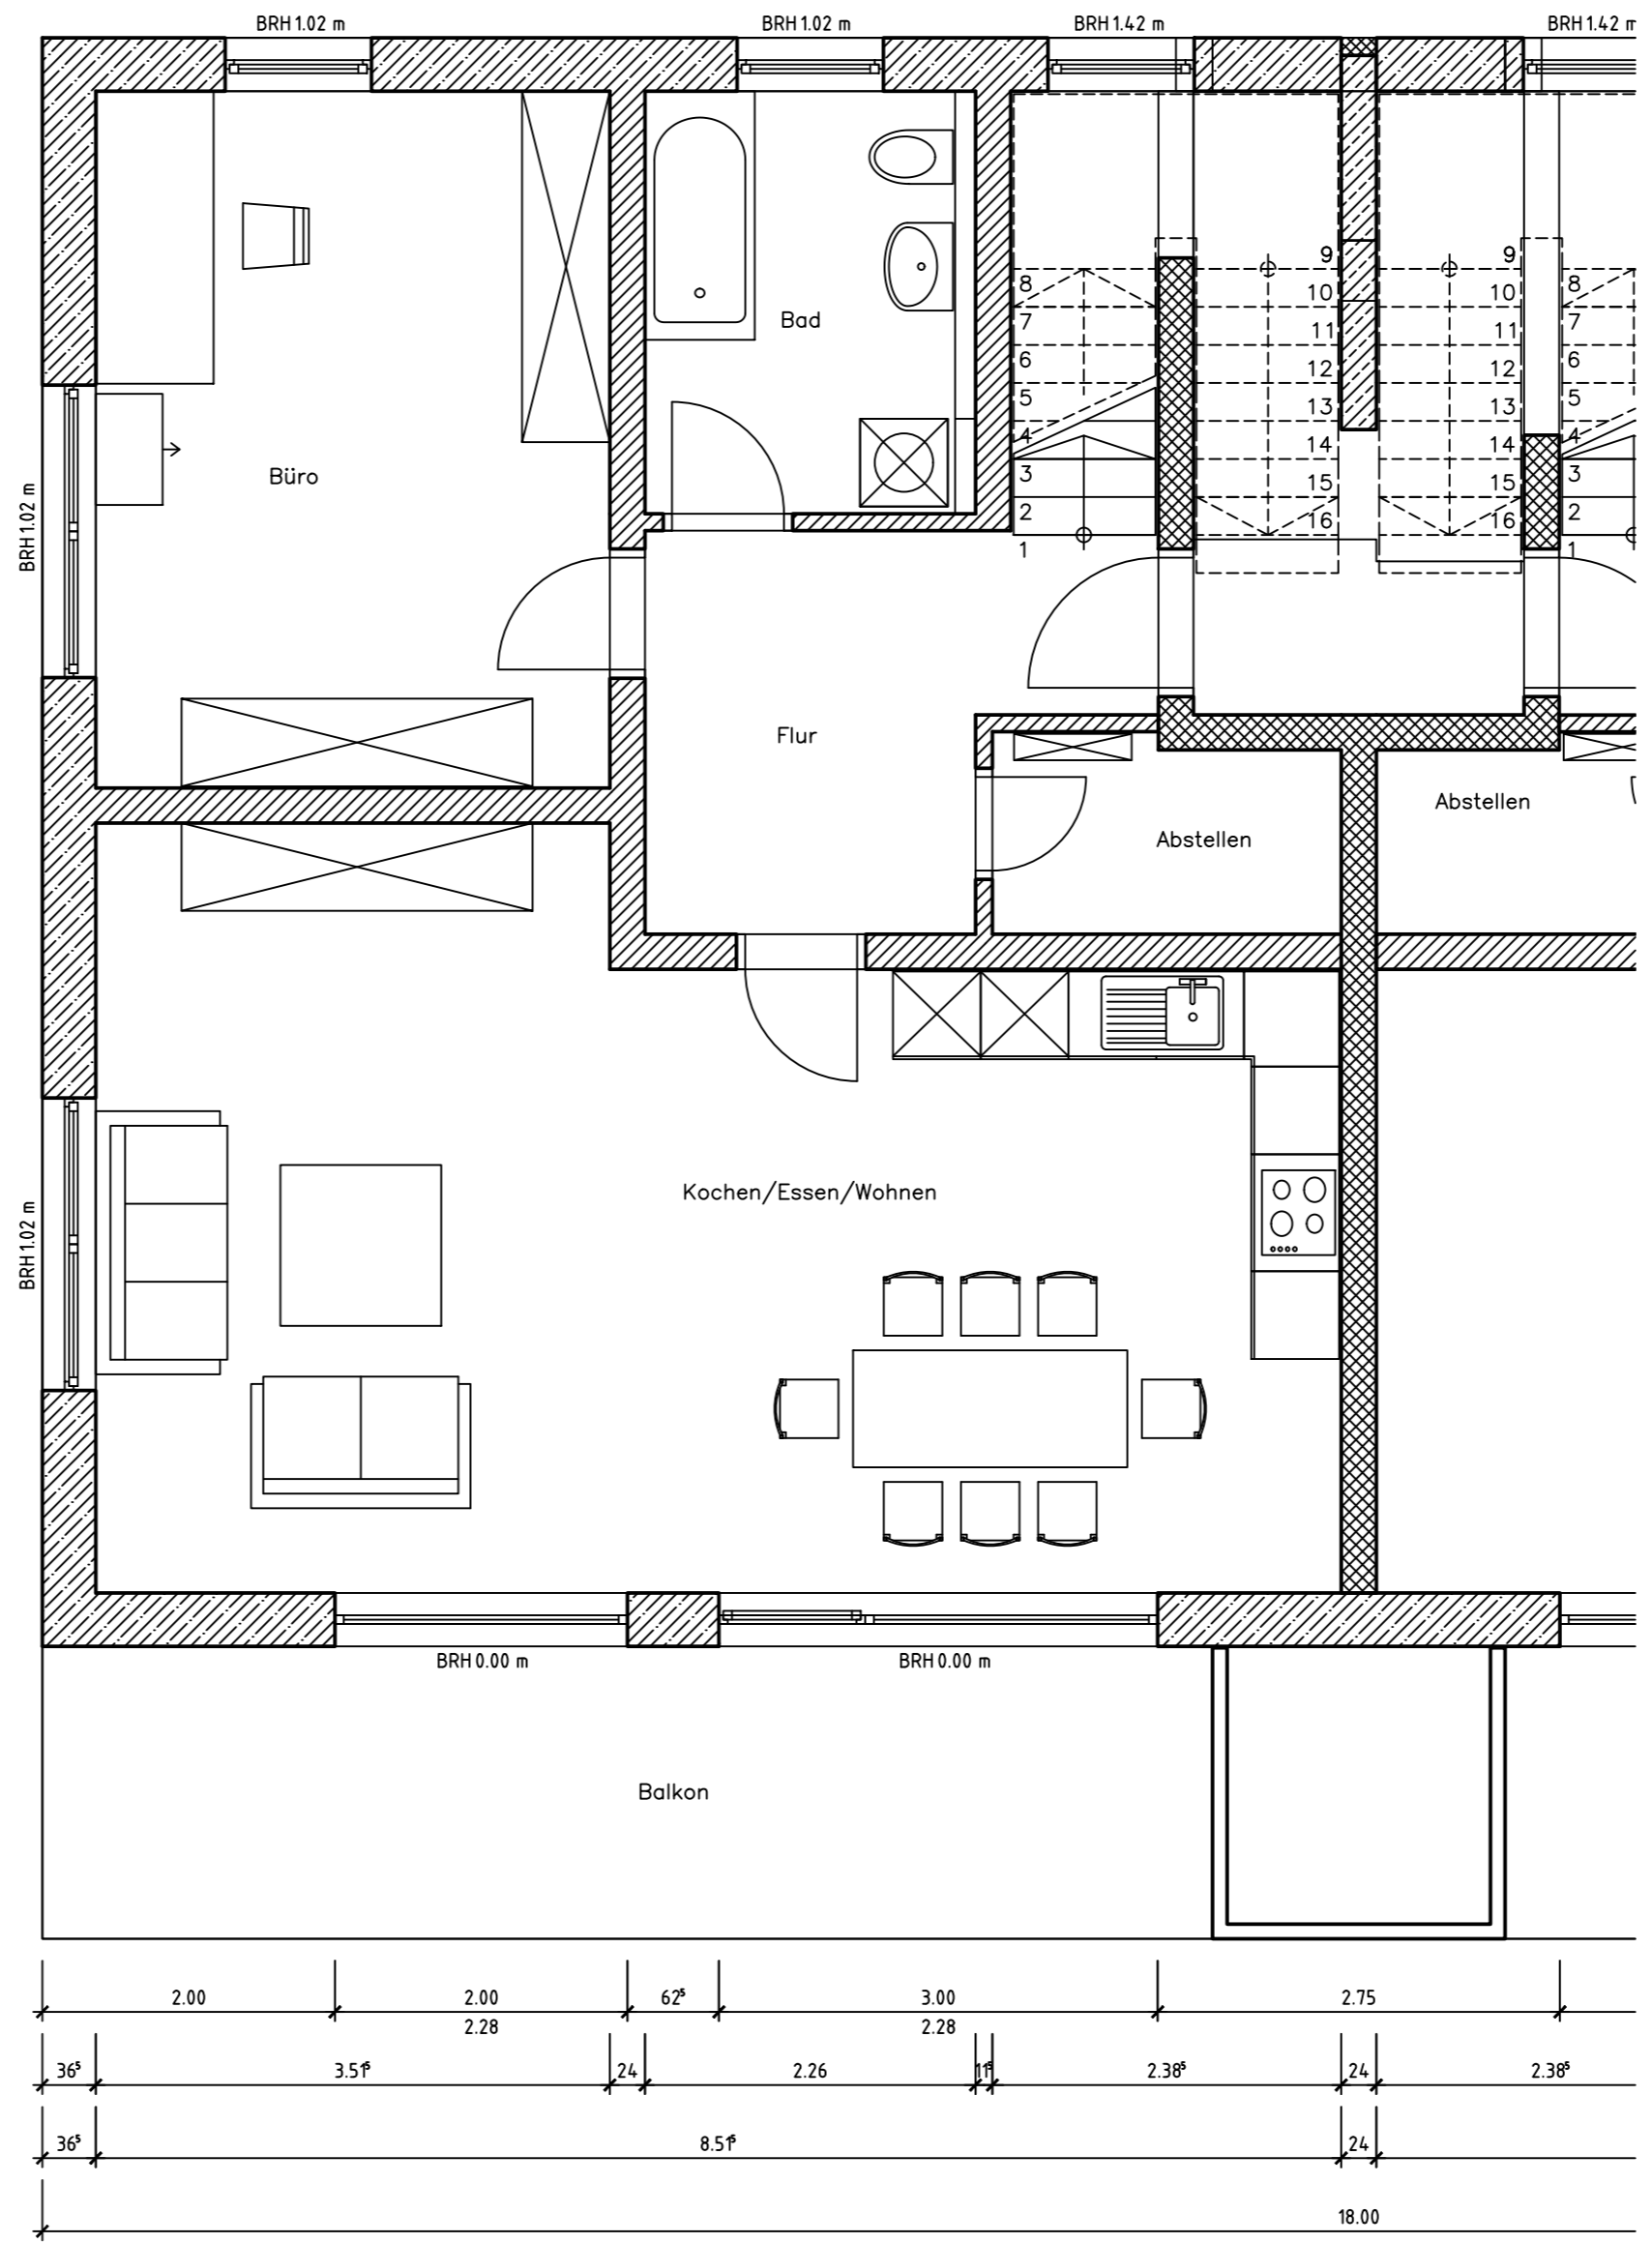 BRH 1.02 m
BRH 1.02 m
BRH 1.42 m
BRH 1.42 m
Bad
Büro
BRH 1.02 m
8
7
6
5
4
3
2
1
9
10
11
12
13
14
15
16
9
10
11
12
13
14
15
16
8
7
6
5
4
3
2
1
Flur
Abstellen
Abstellen
BRH 1.02 m
Kochen/Essen/Wohnen
BRH 0.00 m
BRH 0.00 m
Balkon
2.00 2.00 62⁵ 3.00 2.75
2.28 2.28
36⁵ 3.51⁵ 24 2.26 11⁵ 2.38⁵ 24 2.38⁵
36⁵ 8.51⁵ 24
18.00